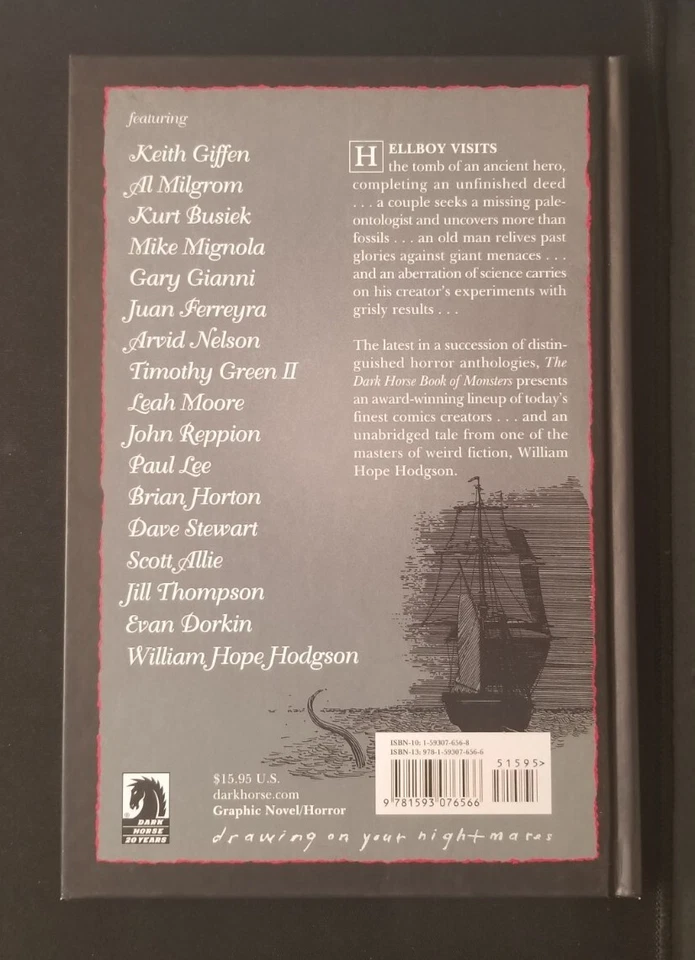 featuring
Keith Giffen
Al Milgrom
Kurt Busiek
Mike Mignola
Gary Gianni
Juan Ferreyra
Arvid Nelson
Timothy Green II
Leah Moore
John Reppion
Paul Lee
Brian Horton
Dave Stewart
Scott Allie
Jill Thompson
Evan Dorkin
William Hope Hodgson
HELLBOY VISITS
the tomb of an ancient hero,
completing an unfinished deed
. . . a couple seeks a missing pale-
ontologist and uncovers more than
fossils . . . an old man relives past
glories against giant menaces . . .
and an aberration of science carries
on his creator's experiments with
grisly results . . .
The latest in a succession of distin-
guished horror anthologies, The
Dark Horse Book of Monsters presents
an award-winning lineup of today's
finest comics creators . . . and an
unabridged tale from one of the
masters of weird fiction, William
Hope Hodgson.
ISBN-10: 1-59307-656-8
ISBN-13: 978-1-59307-656-6
51595>
9 781593 076566
DARK
HORSE
20 YEARS
$15.95 U.S.
darkhorse.com
Graphic Novel/Horror
drawing on your nightmares